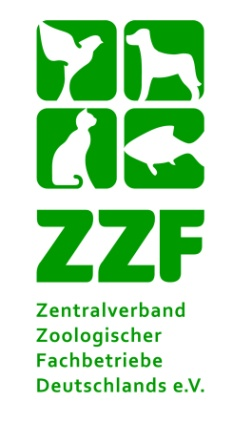 ZZF
Zentralverband
Zoologischer
Fachbetriebe
Deutschlands e.V.